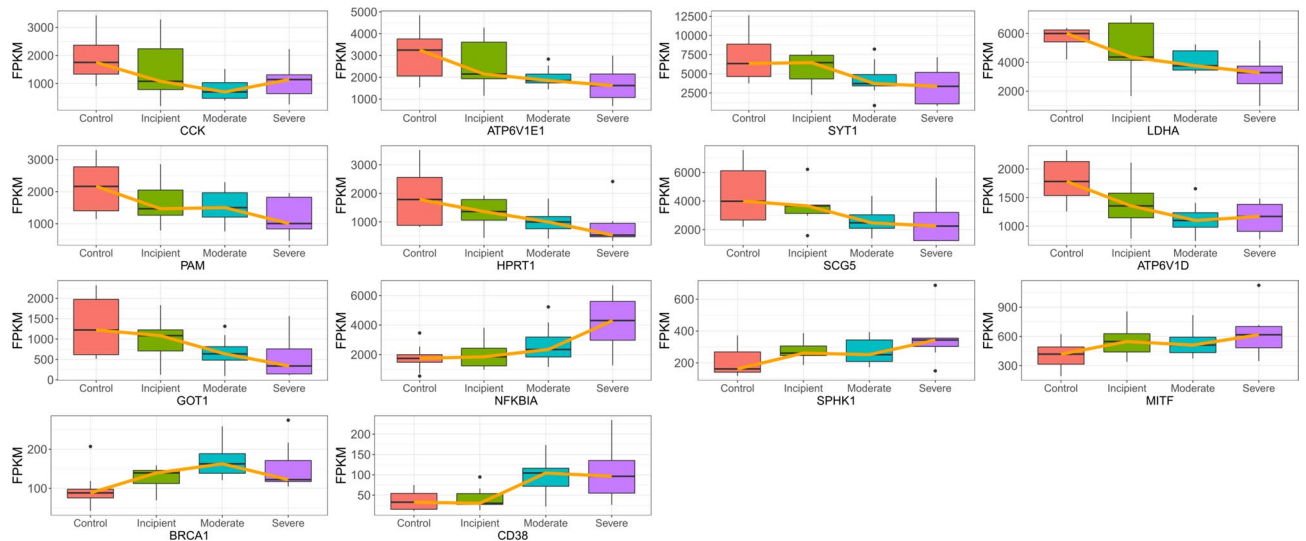 FPKM
3000
2000
1000
Control Incipient Moderate Severe
CCK
FPKM
5000
4000
3000
2000
1000
Control Incipient Moderate Severe
ATP6V1E1
FPKM
12500
10000
7500
5000
2500
Control Incipient Moderate Severe
SYT1
FPKM
6000
4000
2000
Control Incipient Moderate Severe
LDHA
FPKM
3000
2000
1000
Control Incipient Moderate Severe
PAM
FPKM
3000
2000
1000
Control Incipient Moderate Severe
HPRT1
FPKM
6000
4000
2000
Control Incipient Moderate Severe
SCG5
FPKM
2000
1500
1000
Control Incipient Moderate Severe
ATP6V1D
FPKM
2000
1500
1000
500
0
Control Incipient Moderate Severe
GOT1
FPKM
6000
4000
2000
Control Incipient Moderate Severe
NFKBIA
FPKM
600
400
200
Control Incipient Moderate Severe
SPHK1
FPKM
900
600
300
Control Incipient Moderate Severe
MITF
FPKM
200
100
Control Incipient Moderate Severe
BRCA1
FPKM
200
150
100
50
Control Incipient Moderate Severe
CD38